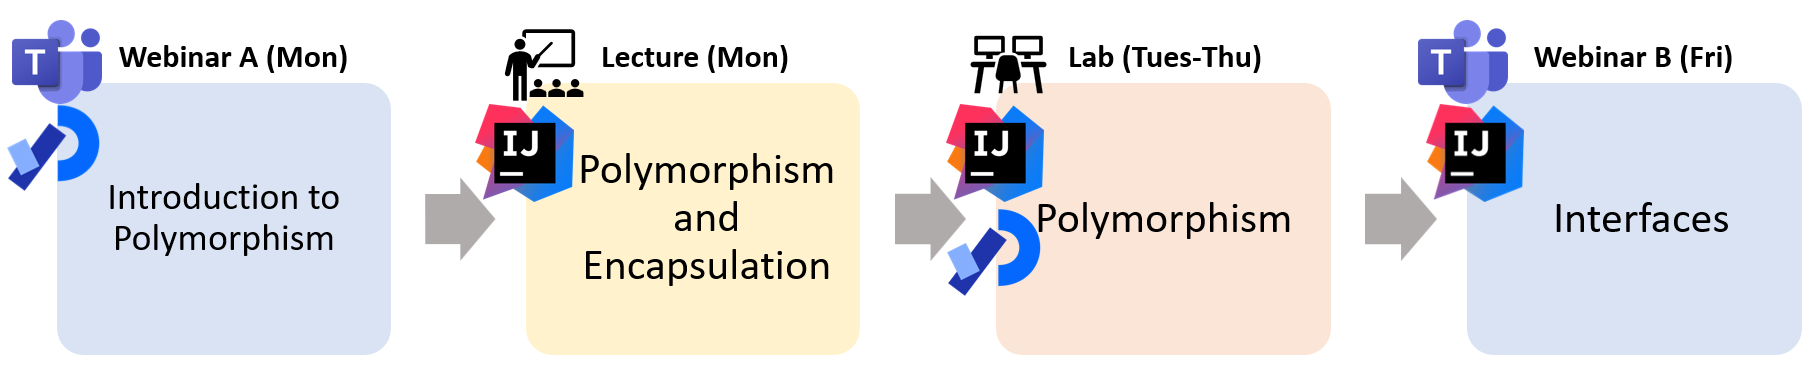 T
Webinar A (Mon)
Introduction to
Polymorphism
Lecture (Mon)
IJ
Polymorphism
and
Encapsulation
Lab (Tues-Thu)
IJ
Polymorphism
T
Webinar B (Fri)
IJ
Interfaces